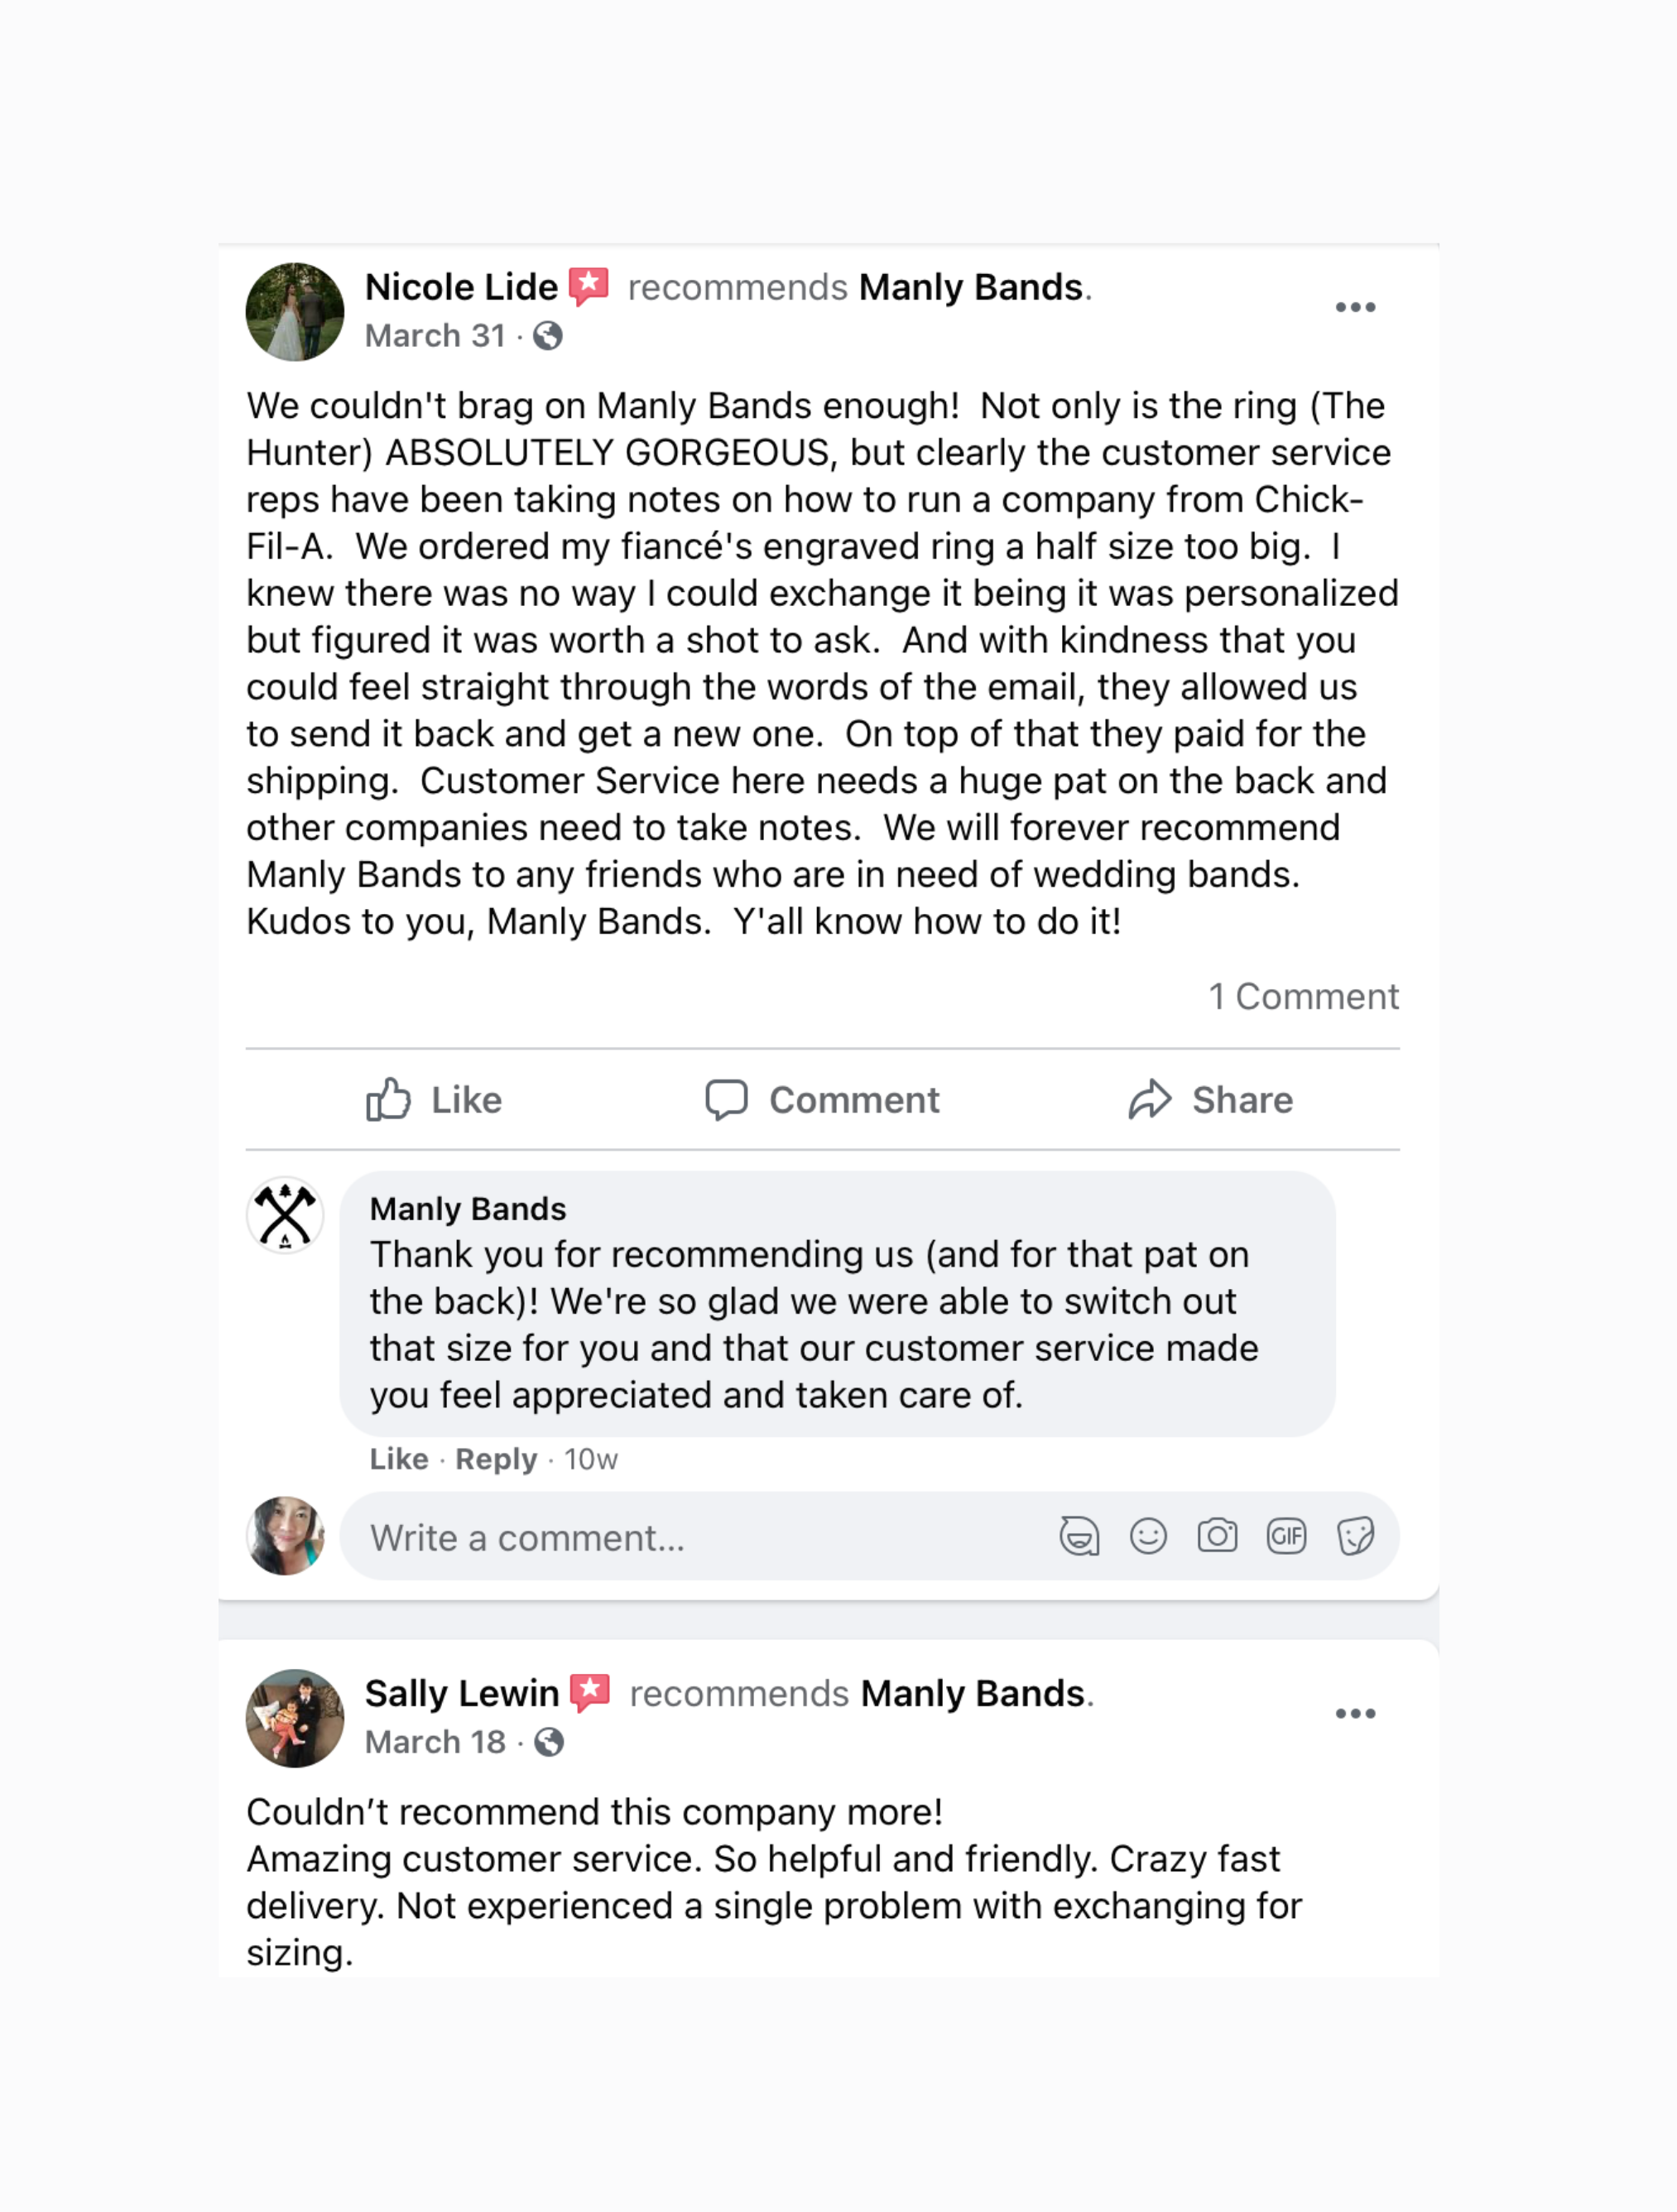 Nicole Lide recommends Manly Bands.
March 31 ·
We couldn't brag on Manly Bands enough!  Not only is the ring (The
Hunter) ABSOLUTELY GORGEOUS, but clearly the customer service
reps have been taking notes on how to run a company from Chick-
Fil-A.  We ordered my fiancé's engraved ring a half size too big.  I
knew there was no way I could exchange it being it was personalized
but figured it was worth a shot to ask.  And with kindness that you
could feel straight through the words of the email, they allowed us
to send it back and get a new one.  On top of that they paid for the
shipping.  Customer Service here needs a huge pat on the back and
other companies need to take notes.  We will forever recommend
Manly Bands to any friends who are in need of wedding bands.
Kudos to you, Manly Bands.  Y'all know how to do it!
1 Comment
Like Comment Share
Manly Bands
Thank you for recommending us (and for that pat on
the back)! We're so glad we were able to switch out
that size for you and that our customer service made
you feel appreciated and taken care of.
Like · Reply · 10w
Write a comment... GIF
Sally Lewin recommends Manly Bands.
March 18 ·
Couldn’t recommend this company more!
Amazing customer service. So helpful and friendly. Crazy fast
delivery. Not experienced a single problem with exchanging for
sizing.